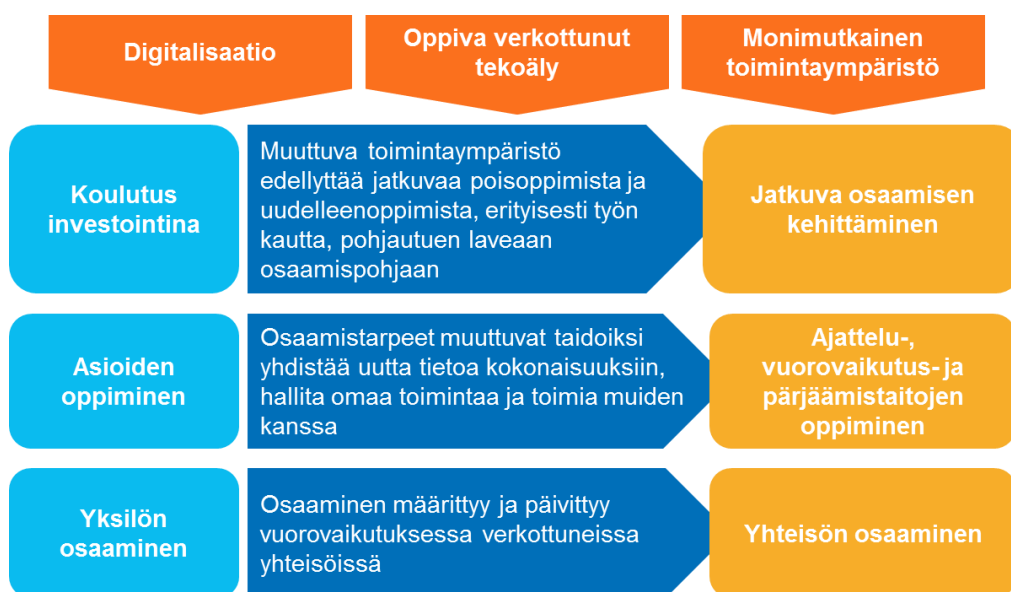 Digitalisaatio
Oppiva verkottunut
tekoäly
Monimutkainen
toimintaympäristö
Koulutus
investointina
Muuttuva toimintaympäristö
edellyttää jatkuvaa poisoppimista ja
uudelleenoppimista, erityisesti työn
kautta, pohjautuen laveaan
osaamispohjaan
Jatkuva osaamisen
kehittäminen
Asioiden
oppiminen
Osaamistarpeet muuttuvat taidoiksi
yhdistää uutta tietoa kokonaisuuksiin,
hallita omaa toimintaa ja toimia muiden
kanssa
Ajattelu-,
vuorovaikutus- ja
pärjäämistaitojen
oppiminen
Yksilön
osaaminen
Osaaminen määrittyy ja päivittyy
vuorovaikutuksessa verkottuneissa
yhteisöissä
Yhteisön osaaminen